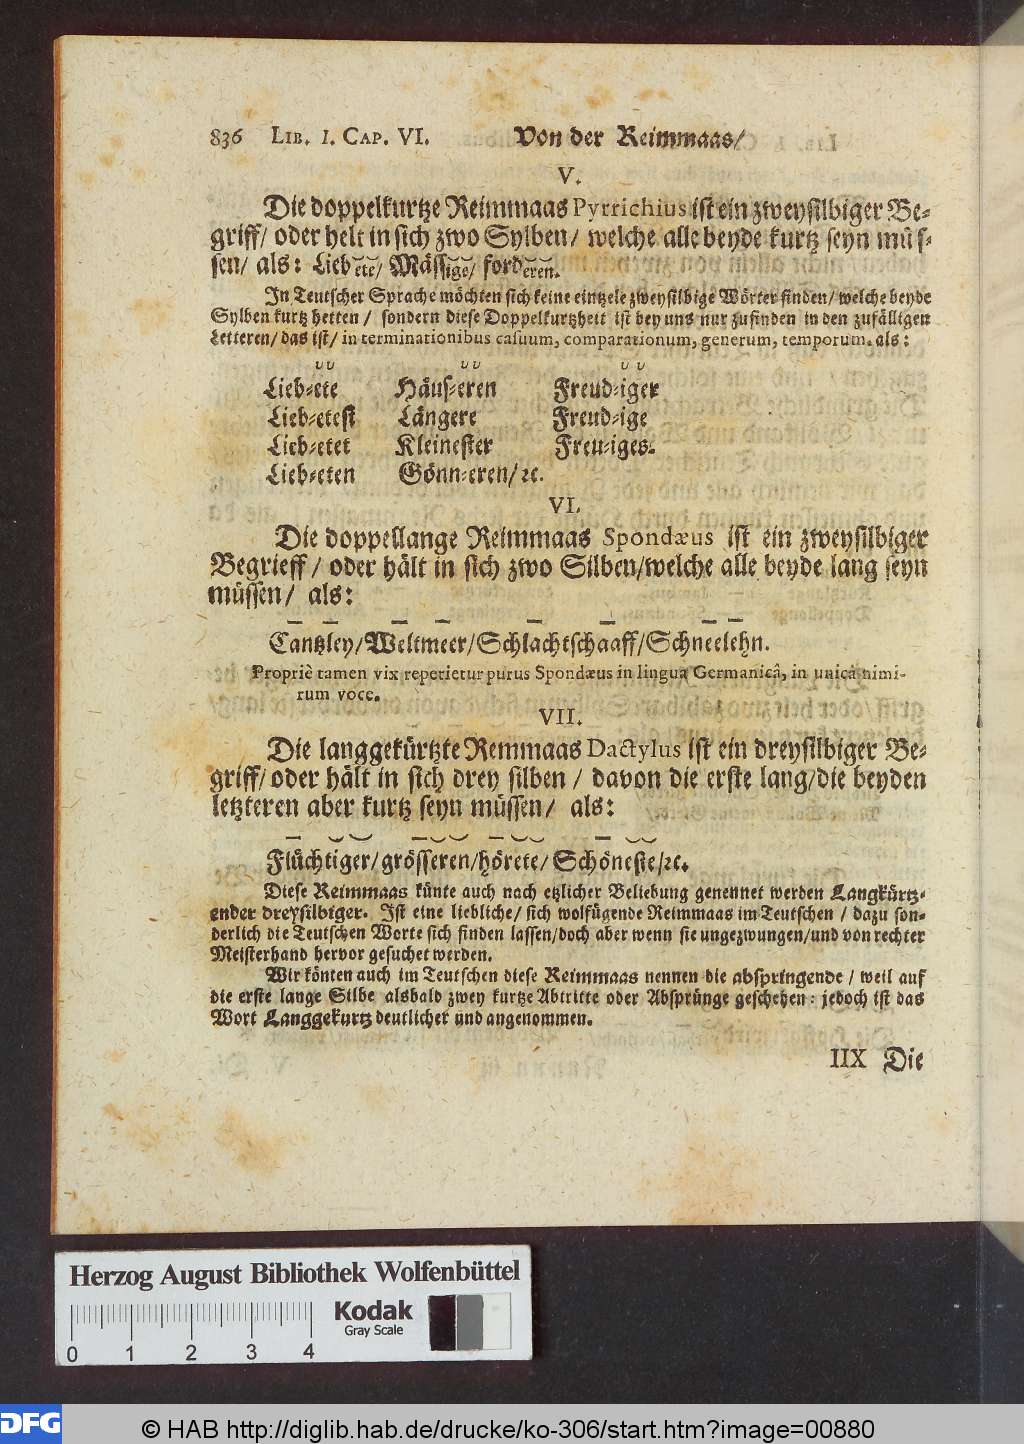 836 LIB. I. CAP. VI. Von der Reimmaas/
V.
Die doppelkurtze Reimmaas Pyrrichius ist ein zweysilbiger Be-
griff/ oder helt in sich zwo Sylben/ welche alle beyde kurtz seyn müs-
sen/ als: Liebete/ Mässige/ forderen.
In Teutscher Sprache möchten sich keine eintzele zweysilbige Wörter finden/ welche beyde
Sylben kurtz hetten/ sondern diese Doppelkurtzheit ist bey uns nur zufinden in den zufälligen
Letteren/ das ist/ in terminationibus casuum, comparationum, generum, temporum. als:
Lieb-ete Häus-eren Freud-iger
Lieb-etest Längere Freud-ige
Lieb-etet Kleinester Freu-iges.
Lieb-eten Gönn-eren/ ꝛc.
VI.
Die doppellange Reimmaas Spondæus ist ein zweysilbiger
Begrieff/ oder hält in sich zwo Silben/welche alle beyde lang seyn
müssen/ als:
Cantzley/Weltmeer/Schlachtschaaff/Schneelehn.
Propriè tamen vix reperietur purus Spondæus in lingua Germanicâ, in unicâ nimi-
rum voce.
VII.
Die langgekürtzte Remmaas Dactylus ist ein dreysilbiger Be-
griff/ oder hält in sich drey silben/ davon die erste lang/die beyden
letzteren aber kurtz seyn müssen/ als:
Flüchtiger/grösseren/hörete/ Schöneste/ꝛc.
Diese Reimmaas künte auch nach etzlicher Beliebung genennet werden Langkürtz-
ender dreysilbiger. Ist eine liebliche/ sich wolfügende Reimmaas im Teutschen/ dazu son-
derlich die Teutschen Worte sich finden lassen/doch aber wenn sie ungezwungen/und von rechter
Meisterhand hervor gesuchet werden.
Wir könten auch im Teutschen diese Reimmaas nennen die abspringende/ weil auf
die erste lange Silbe alsbald zwey kurtze Abtritte oder Absprünge geschehen: jedoch ist das
Wort Langgekurtz deutlicher und angenommen.
IIX Die
Herzog August Bibliothek Wolfenbüttel
0 1 2 3 4
Kodak
Gray Scale
DFG
© HAB http://diglib.hab.de/drucke/ko-306/start.htm?image=00880